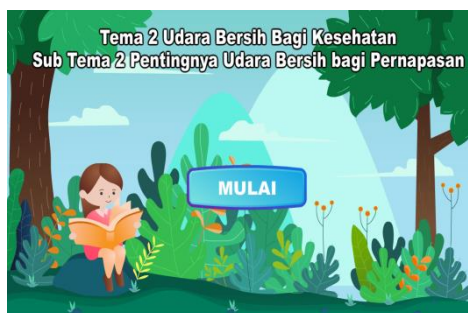 Tema 2 Udara Bersih Bagi Kesehatan
Sub Tema 2 Pentingnya Udara Bersih bagi Pernapasan
MULAI